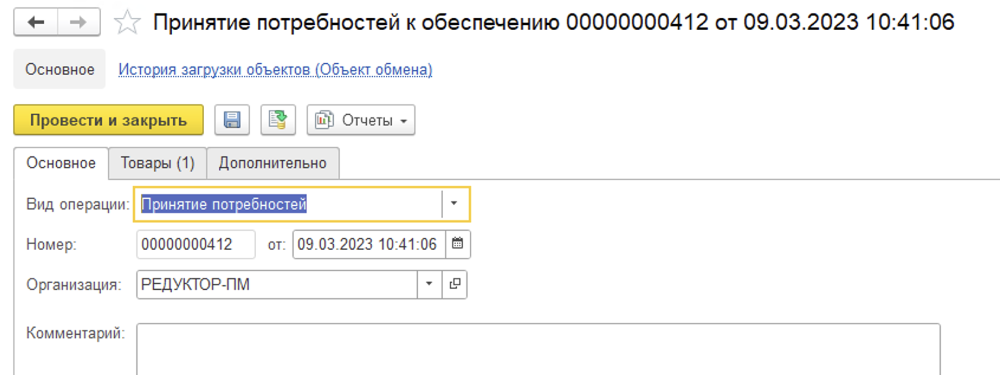 Принятие потребностей к обеспечению 00000000412 от 09.03.2023 10:41:06
Основное История загрузки объектов (Объект обмена)
Провести и закрыть Отчеты
Основное Товары (1) Дополнительно
Вид операции: Принятие потребностей
Номер: 00000000412 от: 09.03.2023 10:41:06
Организация: РЕДУКТОР-ПМ
Комментарий: